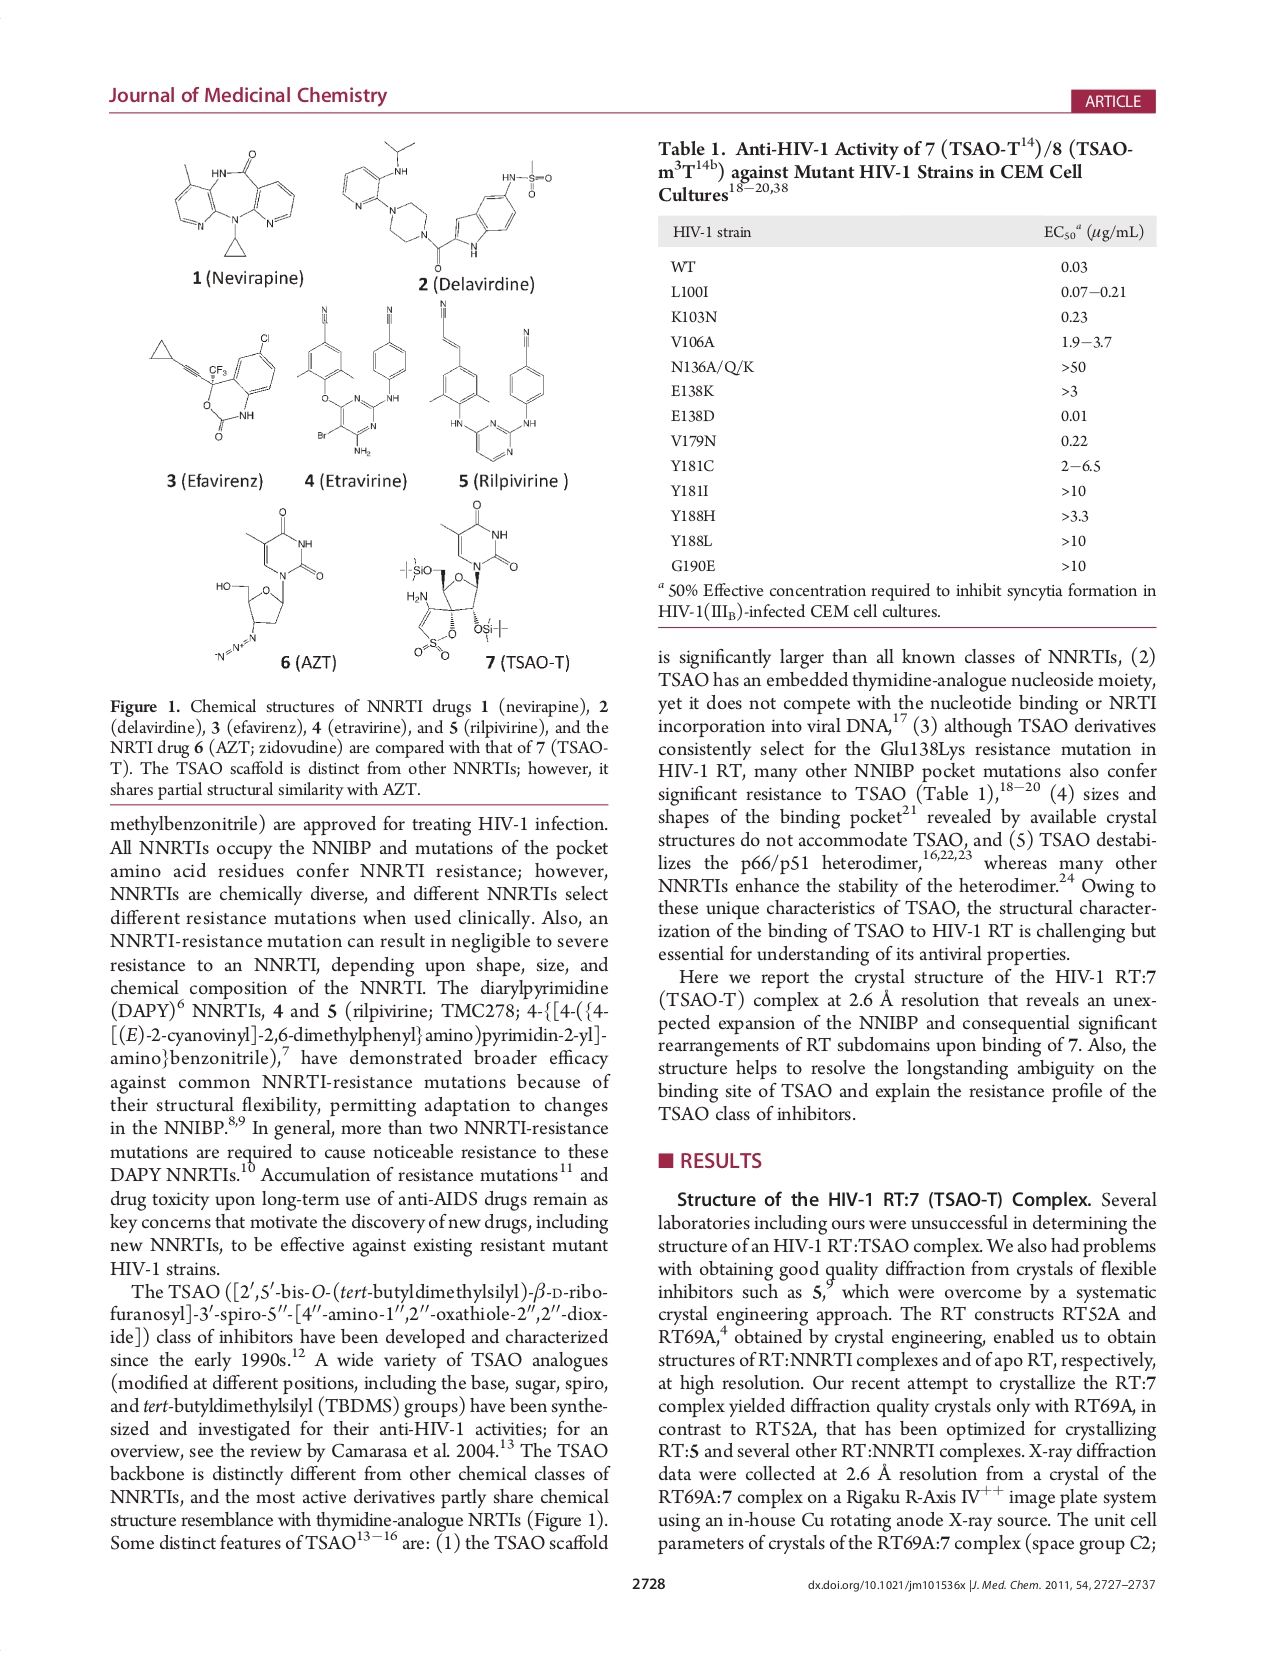 Journal of Medicinal Chemistry
ARTICLE
1 (Nevirapine)
2 (Delavirdine)
3 (Efavirenz)
4 (Etravirine)
5 (Rilpivirine )
6 (AZT)
7 (TSAO-T)
Figure 1. Chemical structures of NNRTI drugs 1 (nevirapine), 2
(delavirdine), 3 (efavirenz), 4 (etravirine), and 5 (rilpivirine), and the
NRTI drug 6 (AZT; zidovudine) are compared with that of 7 (TSAO-
T). The TSAO scaffold is distinct from other NNRTIs; however, it
shares partial structural similarity with AZT.
methylbenzonitrile) are approved for treating HIV-1 infection.
All NNRTIs occupy the NNIBP and mutations of the pocket
amino acid residues confer NNRTI resistance; however,
NNRTIs are chemically diverse, and different NNRTIs select
different resistance mutations when used clinically. Also, an
NNRTI-resistance mutation can result in negligible to severe
resistance to an NNRTI, depending upon shape, size, and
chemical composition of the NNRTI. The diarylpyrimidine
(DAPY)6 NNRTIs, 4 and 5 (rilpivirine; TMC278; 4-{[4-({4-
[(E)-2-cyanovinyl]-2,6-dimethylphenyl}amino)pyrimidin-2-yl]-
amino}benzonitrile),7 have demonstrated broader efficacy
against common NNRTI-resistance mutations because of
their structural flexibility, permitting adaptation to changes
in the NNIBP.8,9 In general, more than two NNRTI-resistance
mutations are required to cause noticeable resistance to these
DAPY NNRTIs.10 Accumulation of resistance mutations11 and
drug toxicity upon long-term use of anti-AIDS drugs remain as
key concerns that motivate the discovery of new drugs, including
new NNRTIs, to be effective against existing resistant mutant
HIV-1 strains.
The TSAO ([2′,5′-bis-O-(tert-butyldimethylsilyl)-β-D-ribo-
furanosyl]-3′-spiro-5″-[4″-amino-1″,2″-oxathiole-2″,2″-diox-
ide]) class of inhibitors have been developed and characterized
since the early 1990s.12 A wide variety of TSAO analogues
(modified at different positions, including the base, sugar, spiro,
and tert-butyldimethylsilyl (TBDMS) groups) have been synthe-
sized and investigated for their anti-HIV-1 activities; for an
overview, see the review by Camarasa et al. 2004.13 The TSAO
backbone is distinctly different from other chemical classes of
NNRTIs, and the most active derivatives partly share chemical
structure resemblance with thymidine-analogue NRTIs (Figure 1).
Some distinct features of TSAO13−16 are: (1) the TSAO scaffold
Table 1. Anti-HIV-1 Activity of 7 (TSAO-T14)/8 (TSAO-
m3T14b) against Mutant HIV-1 Strains in CEM Cell
Cultures18−20,38
HIV-1 strain EC50a (μg/mL)
WT 0.03
L100I 0.07−0.21
K103N 0.23
V106A 1.9−3.7
N136A/Q/K >50
E138K >3
E138D 0.01
V179N 0.22
Y181C 2−6.5
Y181I >10
Y188H >3.3
Y188L >10
G190E >10
a 50% Effective concentration required to inhibit syncytia formation in
HIV-1(IIIB)-infected CEM cell cultures.
is significantly larger than all known classes of NNRTIs, (2)
TSAO has an embedded thymidine-analogue nucleoside moiety,
yet it does not compete with the nucleotide binding or NRTI
incorporation into viral DNA,17 (3) although TSAO derivatives
consistently select for the Glu138Lys resistance mutation in
HIV-1 RT, many other NNIBP pocket mutations also confer
significant resistance to TSAO (Table 1),18−20 (4) sizes and
shapes of the binding pocket21 revealed by available crystal
structures do not accommodate TSAO, and (5) TSAO destabi-
lizes the p66/p51 heterodimer,16,22,23 whereas many other
NNRTIs enhance the stability of the heterodimer.24 Owing to
these unique characteristics of TSAO, the structural character-
ization of the binding of TSAO to HIV-1 RT is challenging but
essential for understanding of its antiviral properties.
Here we report the crystal structure of the HIV-1 RT:7
(TSAO-T) complex at 2.6 Å resolution that reveals an unex-
pected expansion of the NNIBP and consequential significant
rearrangements of RT subdomains upon binding of 7. Also, the
structure helps to resolve the longstanding ambiguity on the
binding site of TSAO and explain the resistance profile of the
TSAO class of inhibitors.
■ RESULTS
Structure of the HIV-1 RT:7 (TSAO-T) Complex. Several
laboratories including ours were unsuccessful in determining the
structure of an HIV-1 RT:TSAO complex. We also had problems
with obtaining good quality diffraction from crystals of flexible
inhibitors such as 5,9 which were overcome by a systematic
crystal engineering approach. The RT constructs RT52A and
RT69A,4 obtained by crystal engineering, enabled us to obtain
structures of RT:NNRTI complexes and of apo RT, respectively,
at high resolution. Our recent attempt to crystallize the RT:7
complex yielded diffraction quality crystals only with RT69A, in
contrast to RT52A, that has been optimized for crystallizing
RT:5 and several other RT:NNRTI complexes. X-ray diffraction
data were collected at 2.6 Å resolution from a crystal of the
RT69A:7 complex on a Rigaku R-Axis IV++ image plate system
using an in-house Cu rotating anode X-ray source. The unit cell
parameters of crystals of the RT69A:7 complex (space group C2;
2728
dx.doi.org/10.1021/jm101536x |J. Med. Chem. 2011, 54, 2727–2737